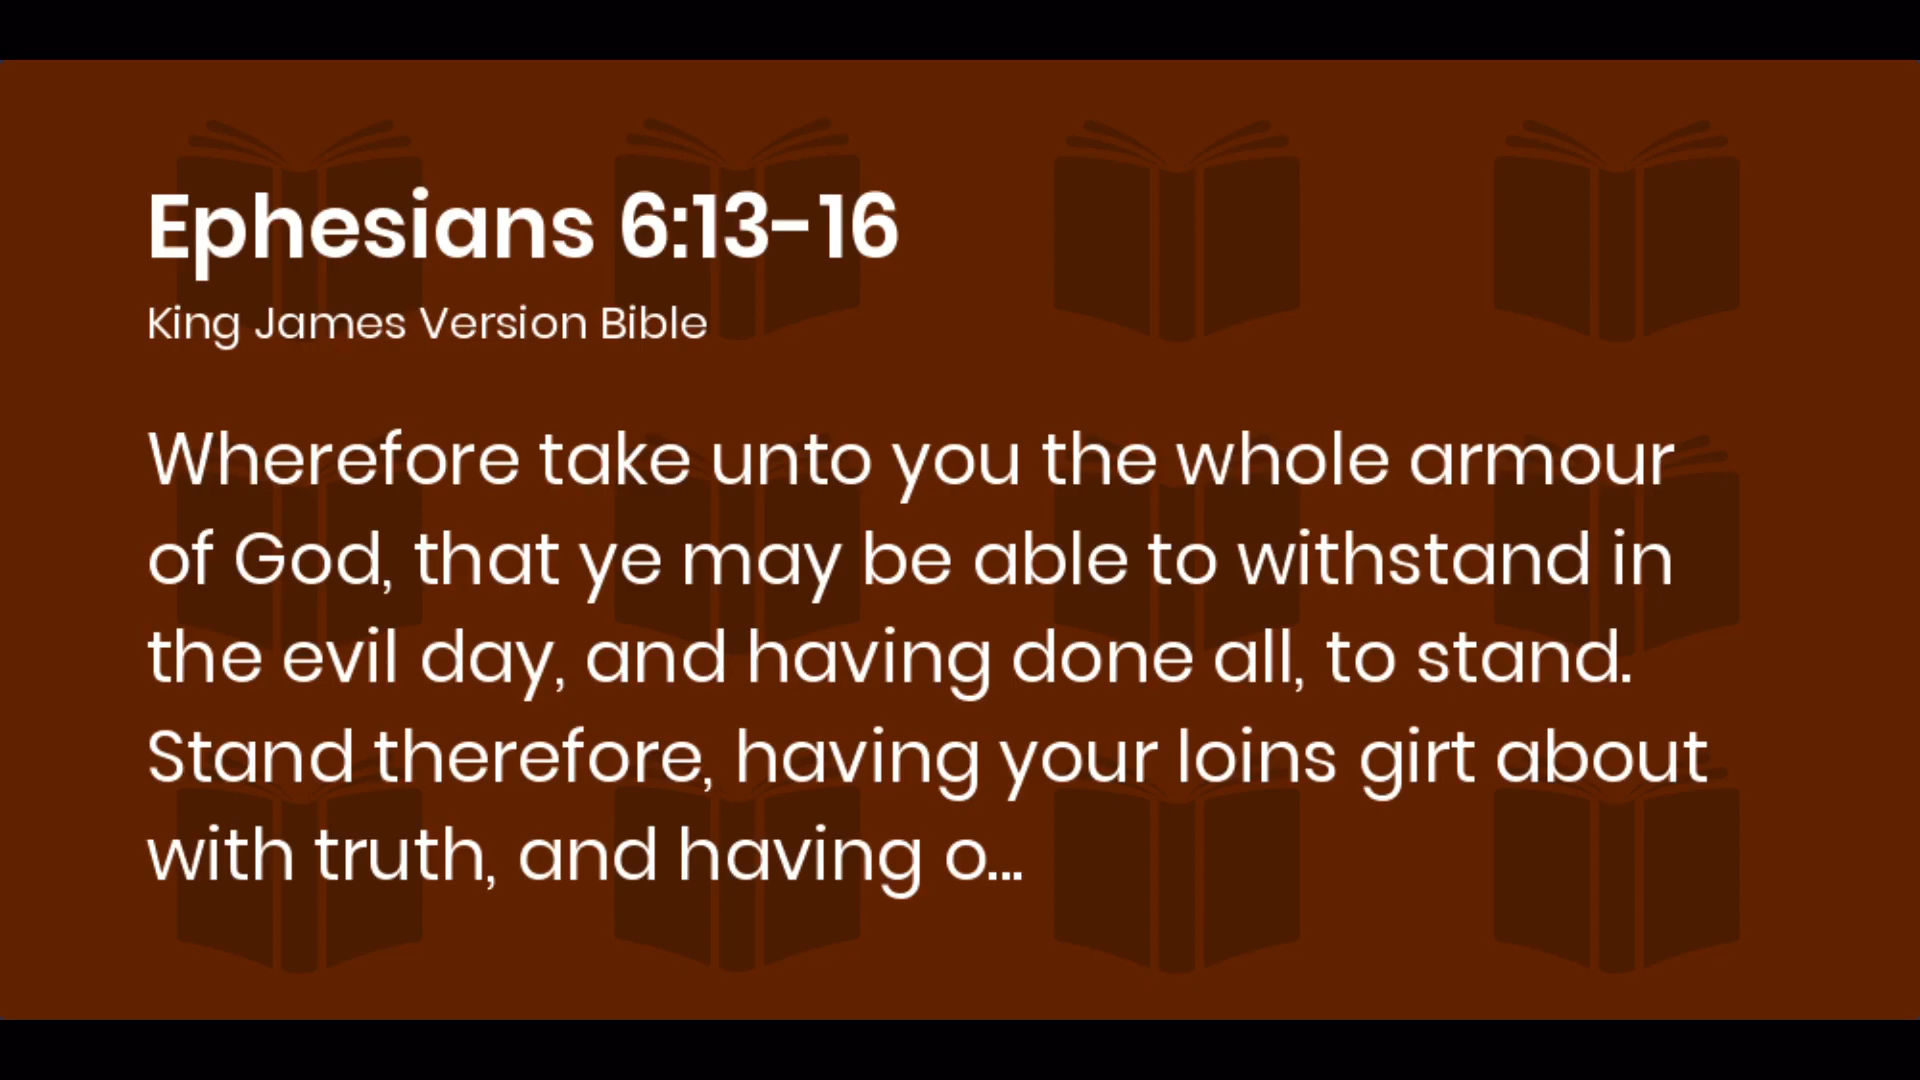 Ephesians 6:13-16
King James Version Bible
Wherefore take unto you the whole armour
of God, that ye may be able to withstand in
the evil day, and having done all, to stand.
Stand therefore, having your loins girt about
with truth, and having o...